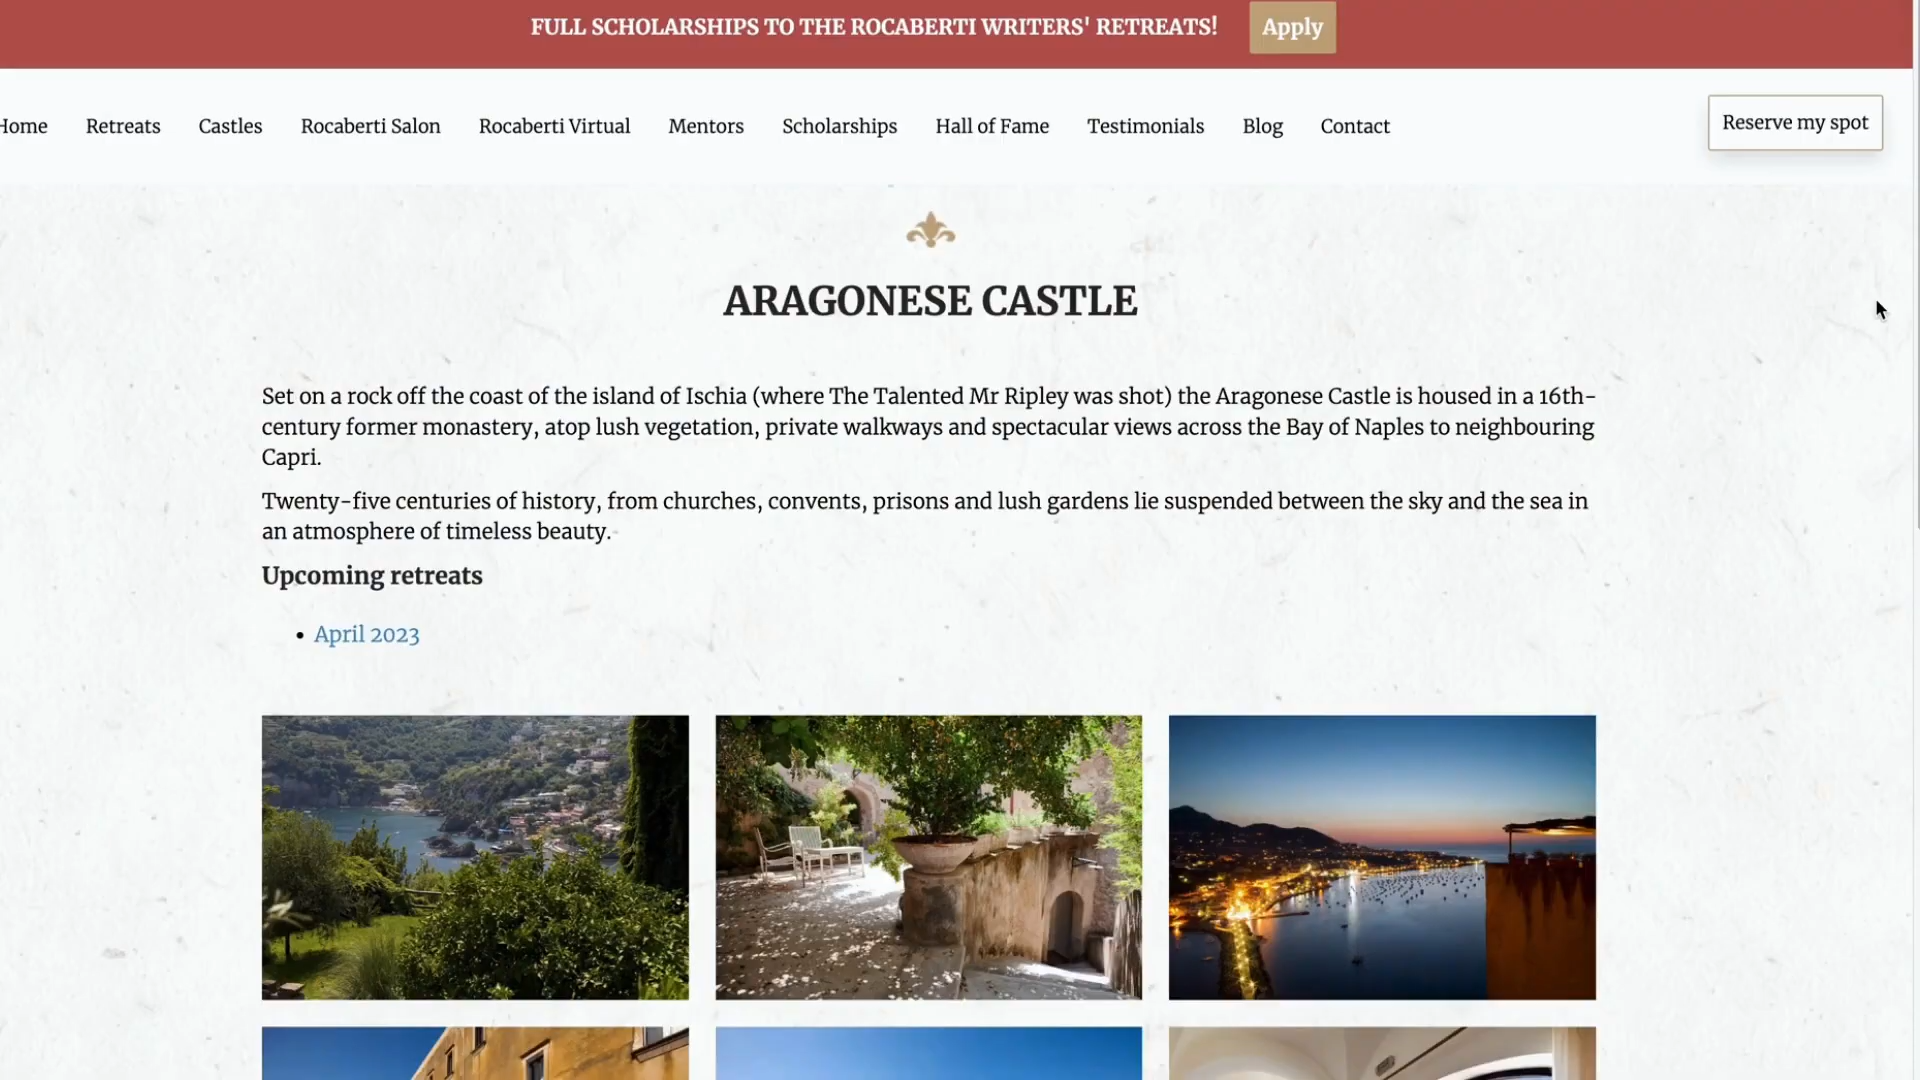 FULL SCHOLARSHIPS TO THE ROCABERTI WRITERS' RETREATS!
Apply
Home
Retreats
Castles
Rocaberti Salon
Rocaberti Virtual
Mentors
Scholarships
Hall of Fame
Testimonials
Blog
Contact
Reserve my spot
ARAGONESE CASTLE
Set on a rock off the coast of the island of Ischia (where The Talented Mr Ripley was shot) the Aragonese Castle is housed in a 16th-
century former monastery, atop lush vegetation, private walkways and spectacular views across the Bay of Naples to neighbouring
Capri.
Twenty-five centuries of history, from churches, convents, prisons and lush gardens lie suspended between the sky and the sea in
an atmosphere of timeless beauty.
Upcoming retreats
• April 2023